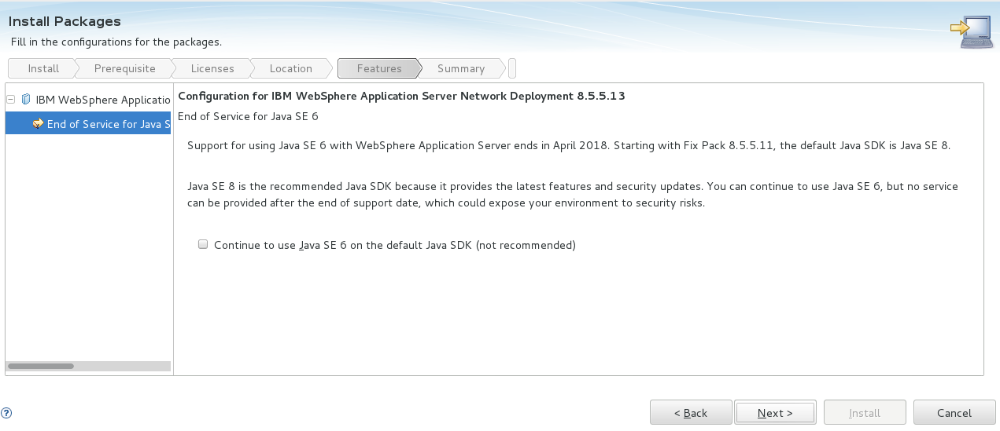 Install Packages
Fill in the configurations for the packages.
Install Prerequisite Licenses Location Features Summary
IBM WebSphere Applicatio
End of Service for Java S
Configuration for IBM WebSphere Application Server Network Deployment 8.5.5.13
End of Service for Java SE 6
Support for using Java SE 6 with WebSphere Application Server ends in April 2018. Starting with Fix Pack 8.5.5.11, the default Java SDK is Java SE 8.
Java SE 8 is the recommended Java SDK because it provides the latest features and security updates. You can continue to use Java SE 6, but no service
can be provided after the end of support date, which could expose your environment to security risks.
Continue to use Java SE 6 on the default Java SDK (not recommended)
? < Back Next > Install Cancel